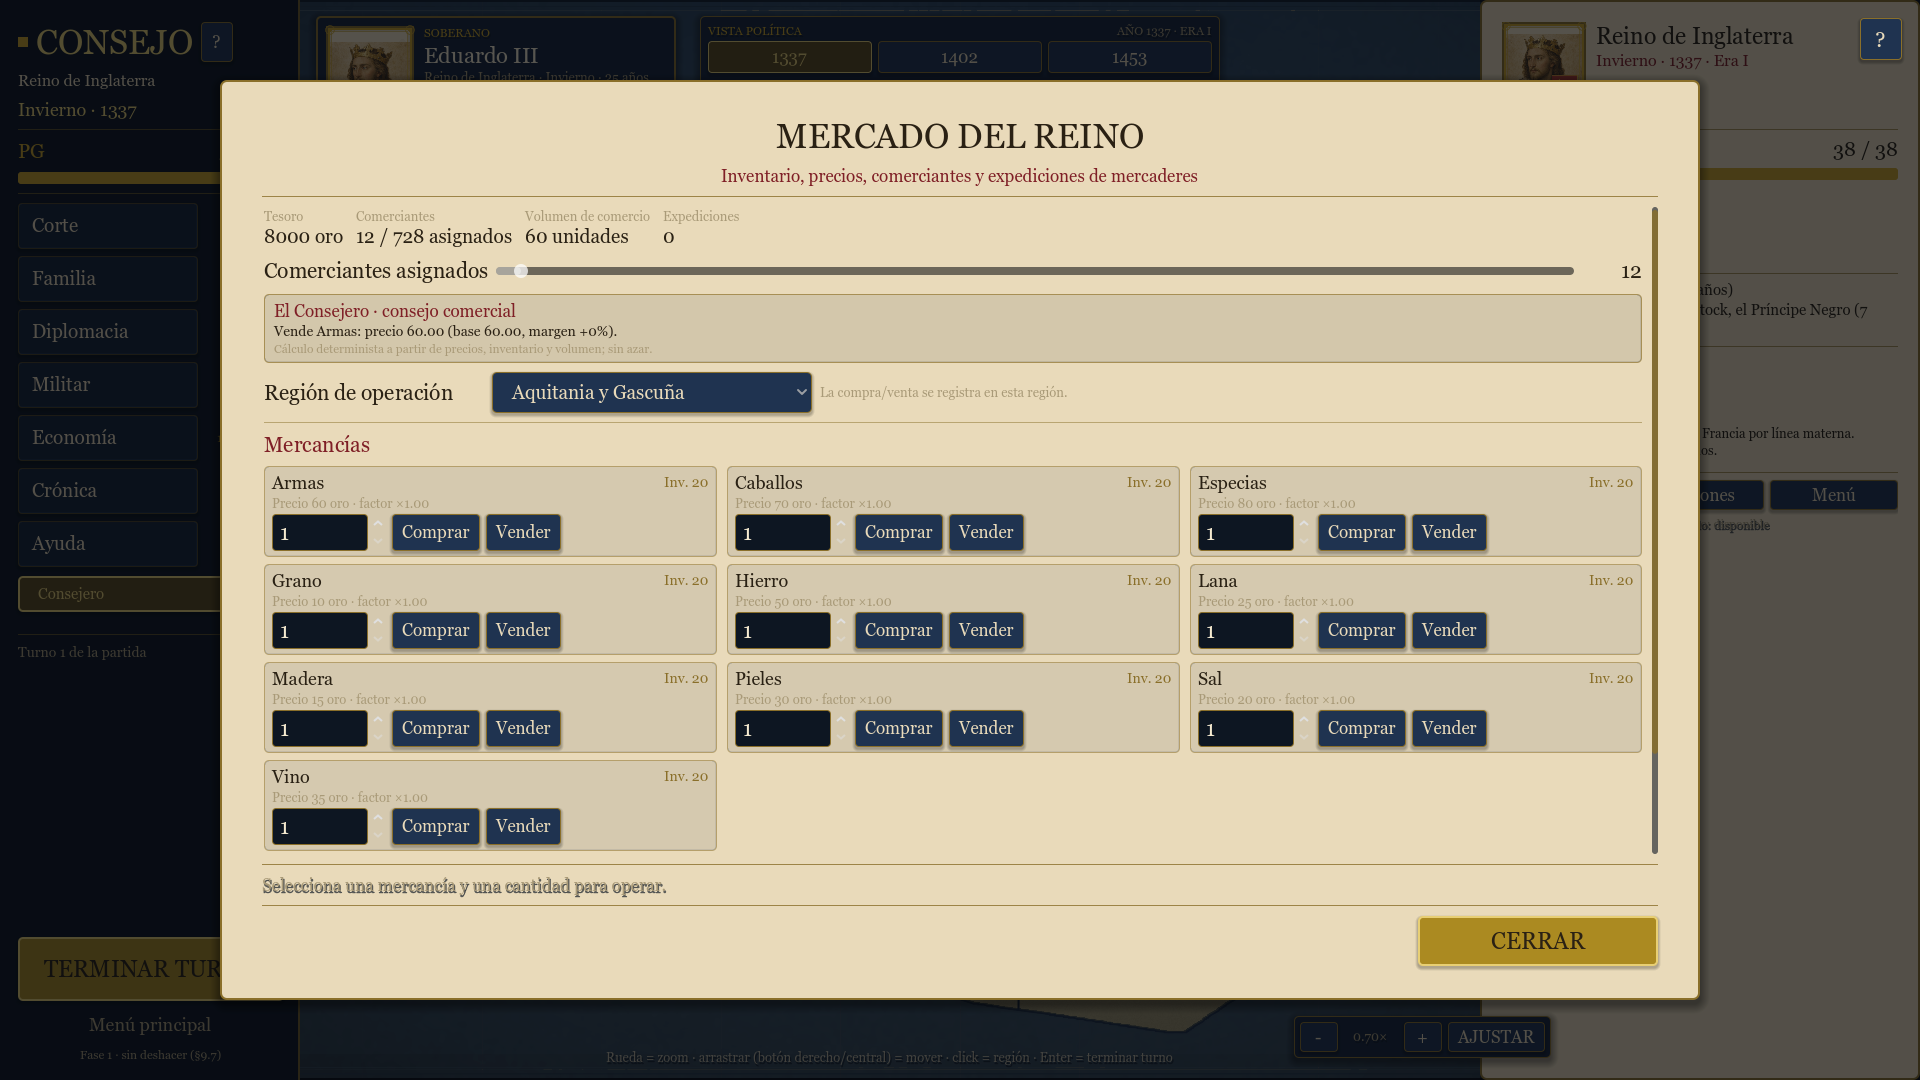 CONSEJO
?
Reino de Inglaterra
Invierno · 1337
PG
Corte
Familia
Diplomacia
Militar
Economía
Crónica
Ayuda
Consejero
Turno 1 de la partida
TERMINAR TUR
Menú principal
Fase 1 · sin deshacer (§9.7)
SOBERANO
Eduardo III
Reino de Inglaterra · Invierno · 25 años
VISTA POLÍTICA
AÑO 1337 · ERA I
1337
1402
1453
Reino de Inglaterra
Invierno · 1337 · Era I
?
38 / 38
años)
tock, el Príncipe Negro (7
Francia por línea materna.
os.
ones
Menú
o: disponible
MERCADO DEL REINO
Inventario, precios, comerciantes y expediciones de mercaderes
Tesoro
8000 oro
Comerciantes
12 / 728 asignados
Volumen de comercio
60 unidades
Expediciones
0
Comerciantes asignados
12
El Consejero · consejo comercial
Vende Armas: precio 60.00 (base 60.00, margen +0%).
Cálculo determinista a partir de precios, inventario y volumen; sin azar.
Región de operación
Aquitania y Gascuña
La compra/venta se registra en esta región.
Mercancías
Armas
Inv. 20
Precio 60 oro · factor ×1.00
1
Comprar
Vender
Caballos
Inv. 20
Precio 70 oro · factor ×1.00
1
Comprar
Vender
Especias
Inv. 20
Precio 80 oro · factor ×1.00
1
Comprar
Vender
Grano
Inv. 20
Precio 10 oro · factor ×1.00
1
Comprar
Vender
Hierro
Inv. 20
Precio 50 oro · factor ×1.00
1
Comprar
Vender
Lana
Inv. 20
Precio 25 oro · factor ×1.00
1
Comprar
Vender
Madera
Inv. 20
Precio 15 oro · factor ×1.00
1
Comprar
Vender
Pieles
Inv. 20
Precio 30 oro · factor ×1.00
1
Comprar
Vender
Sal
Inv. 20
Precio 20 oro · factor ×1.00
1
Comprar
Vender
Vino
Inv. 20
Precio 35 oro · factor ×1.00
1
Comprar
Vender
Selecciona una mercancía y una cantidad para operar.
CERRAR
Rueda = zoom · arrastrar (botón derecho/central) = mover · click = región · Enter = terminar turno
-
0.70×
+
AJUSTAR